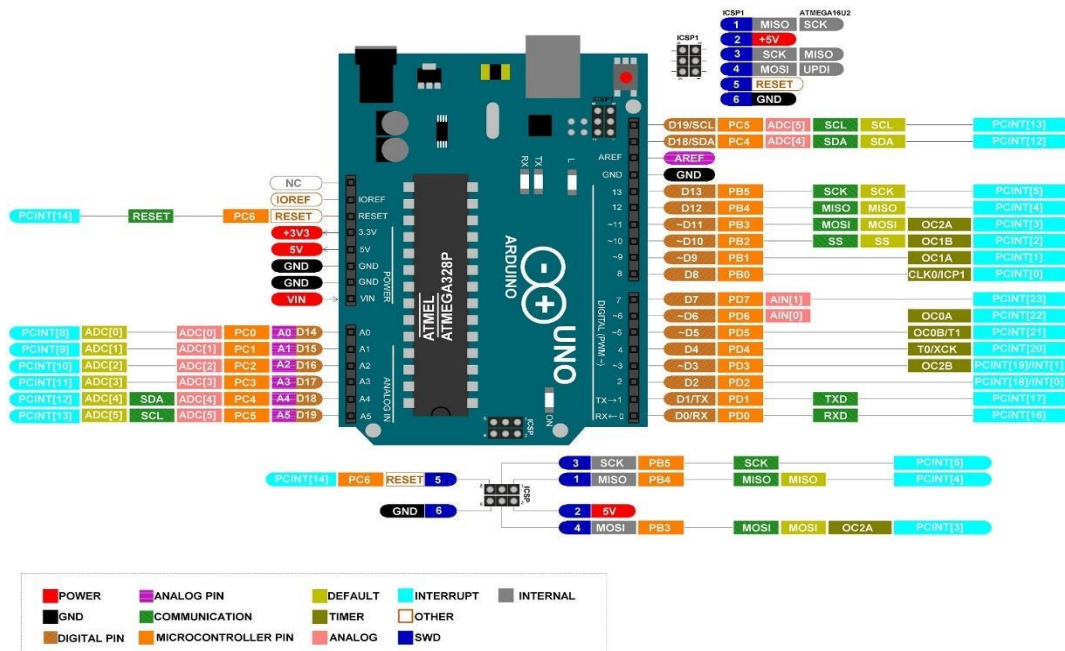 ICSP1 ATMEGA16U2
1 MISO SCK
2 +5V
3 SCK MISO
4 MOSI UPDI
5 RESET
6 GND
ICSP1
ICSP1
D19/SCL PC5 ADC[5] SCL SCL PCINT[13]
D18/SDA PC4 ADC[4] SDA SDA PCINT[12]
AREF AREF
GND GND
13 D13 PB5 SCK SCK PCINT[5]
12 D12 PB4 MISO MISO PCINT[4]
~11 ~D11 PB3 MOSI MOSI OC2A PCINT[3]
~10 ~D10 PB2 SS SS OC1B PCINT[2]
~9 ~D9 PB1 OC1A PCINT[1]
8 D8 PB0 CLK0/ICP1 PCINT[0]
7 D7 PD7 AIN[1] PCINT[23]
~6 ~D6 PD6 AIN[0] OC0A PCINT[22]
~5 ~D5 PD5 OC0B/T1 PCINT[21]
4 D4 PD4 T0/XCK PCINT[20]
~3 ~D3 PD3 OC2B PCINT[19]/INT[1]
2 D2 PD2 PCINT[18]/INT[0]
TX→1 D1/TX PD1 TXD PCINT[17]
RX←0 D0/RX PD0 RXD PCINT[16]
NC
IOREF IOREF
PCINT[14] RESET PC6 RESET RESET
+3V3 3.3V
5V 5V
GND GND
GND GND
VIN VIN
POWER
PCINT[8] ADC[0] ADC[0] PC0 A0 D14 A0
PCINT[9] ADC[1] ADC[1] PC1 A1 D15 A1
PCINT[10] ADC[2] ADC[2] PC2 A2 D16 A2
PCINT[11] ADC[3] ADC[3] PC3 A3 D17 A3
PCINT[12] ADC[4] SDA ADC[4] PC4 A4 D18 A4
PCINT[13] ADC[5] SCL ADC[5] PC5 A5 D19 A5
ANALOG IN
RX
TX
L
ATMEL
ATMEGA328P
ARDUINO
UNO
DIGITAL (PWM ~)
ICSP
3 SCK PB5 SCK PCINT[5]
1 MISO PB4 MISO MISO PCINT[4]
PCINT[14] PC6 RESET 5
ICSP
GND 6
2 5V
4 MOSI PB3 MOSI MOSI OC2A PCINT[3]
POWER ANALOG PIN DEFAULT INTERRUPT INTERNAL
GND COMMUNICATION TIMER OTHER
DIGITAL PIN MICROCONTROLLER PIN ANALOG SWD